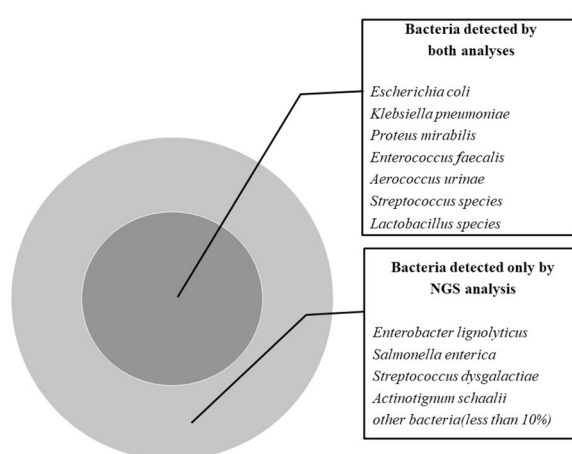 Bacteria detected by
both analyses
Escherichia coli
Klebsiella pneumoniae
Proteus mirabilis
Enterococcus faecalis
Aerococcus urinae
Streptococcus species
Lactobacillus species
Bacteria detected only by
NGS analysis
Enterobacter lignolyticus
Salmonella enterica
Streptococcus dysgalactiae
Actinotignum schaalii
other bacteria(less than 10%)